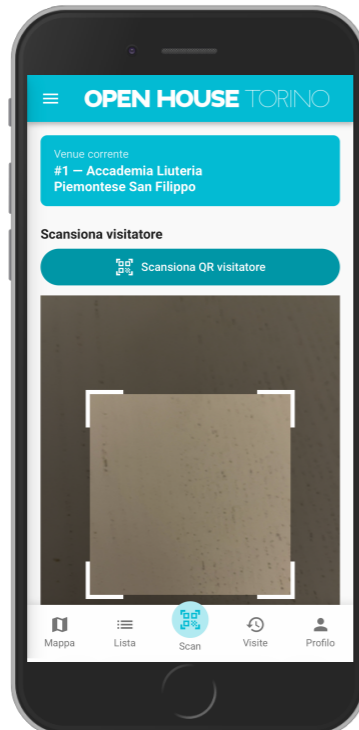 OPEN HOUSE TORINO
Venue corrente
#1 — Accademia Liuteria
Piemontese San Filippo
Scansiona visitatore
Scansiona QR visitatore
Mappa
Lista
Scan
Visite
Profilo